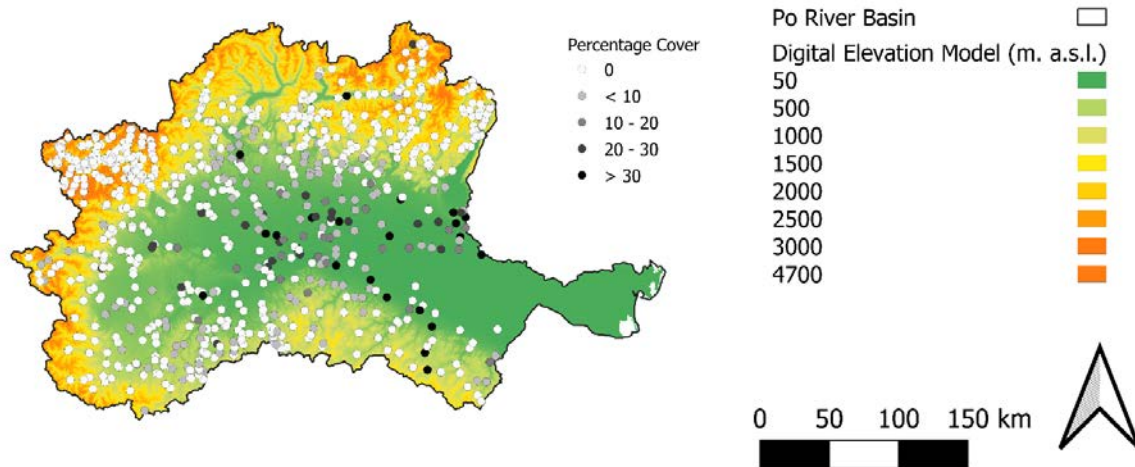 Percentage Cover
0
< 10
10 - 20
20 - 30
> 30
Po River Basin
Digital Elevation Model (m. a.s.l.)
50
500
1000
1500
2000
2500
3000
4700
0 50 100 150 km